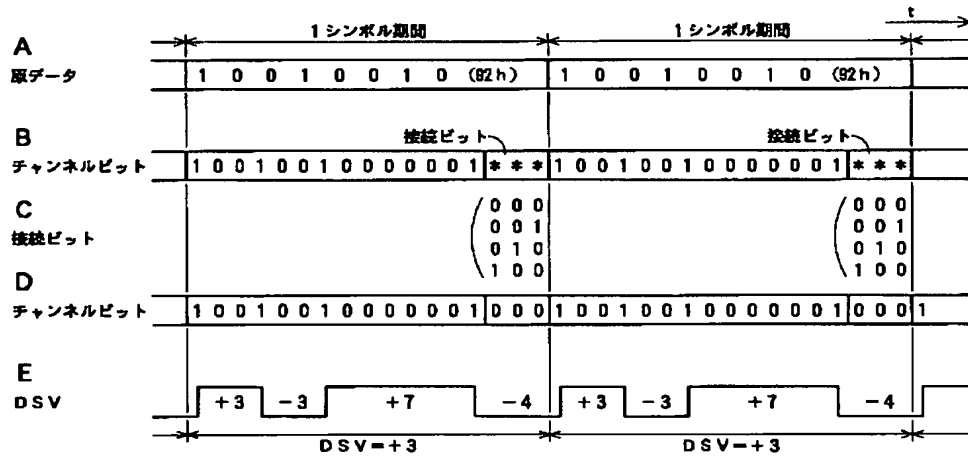 t
1シンボル期間 1シンボル期間
A
原データ 1 0 0 1 0 0 1 0 (92h) 1 0 0 1 0 0 1 0 (92h)
B 接続ビット 接続ビット
チャンネルビット 1 0 0 1 0 0 1 0 0 0 0 0 0 1 * * * 1 0 0 1 0 0 1 0 0 0 0 0 0 1 * * *
C
接続ビット
0 0 0 0 0 0
0 0 1 0 0 1
0 1 0 0 1 0
1 0 0 1 0 0
D
チャンネルビット 1 0 0 1 0 0 1 0 0 0 0 0 0 1 0 0 0 1 0 0 1 0 0 1 0 0 0 0 0 0 1 0 0 0 1
E
DSV +3 −3 +7 −4 +3 −3 +7 −4
DSV=+3 DSV=+3